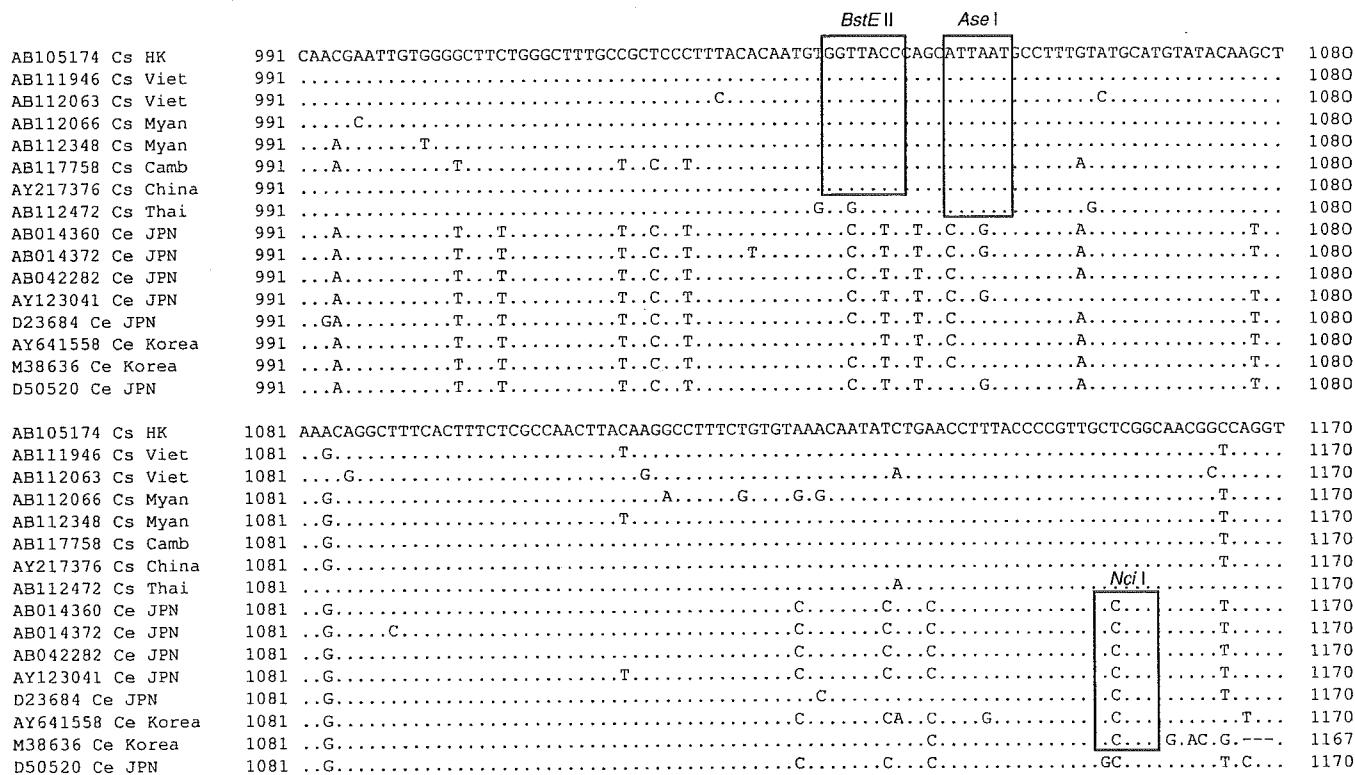 BstE II Ase I
AB105174 Cs HK 991 CAACGAATTGTGGGGCTTCTGGGCTTTGCCGCTCCCTTTACACAATGTGGTTACCCAGCATTAATGCCTTTGTATGCATGTATACAAGCT 1080
AB111946 Cs Viet 991 .......................................................................................... 1080
AB112063 Cs Viet 991 ......................................C..................................C................ 1080
AB112066 Cs Myan 991 .....C.................................................................................... 1080
AB112348 Cs Myan 991 ...A.......T.............................................................................. 1080
AB117758 Cs Camb 991 ...A..........T..............T..C..T...................................A.................. 1080
AY217376 Cs China 991 .......................................................................................... 1080
AB112472 Cs Thai 991 ...............................................G..G.....................G................. 1080
AB014360 Ce JPN 991 ...A..........T...T..........T..C..T..............C..T..T..C..G........A...............T.. 1080
AB014372 Ce JPN 991 ...A..........T...T..........T..C..T.....T........C..T..T..C..G........A...............T.. 1080
AB042282 Ce JPN 991 ...A..........T...T..........T..C..T..............C..T..T..C...........A.................. 1080
AY123041 Ce JPN 991 ...A..........T...T..........T..C..T..............C..T..T..C..G........................T.. 1080
D23684 Ce JPN 991 ..GA..........T...T..........T..C..T..............C..T..T..............A...............T.. 1080
AY641558 Ce Korea 991 ...A..........T...T..........T..C..T.................T..T..C...........A...............T.. 1080
M38636 Ce Korea 991 ...A..........T...T..........T..C..T..............C..T..T..C...........A...............T.. 1080
D50520 Ce JPN 991 ...A..........T...T..........T..C..T..............C..T..T.....G........A...............T.. 1080
AB105174 Cs HK 1081 AAACAGGCTTTCACTTTCTCGCCAACTTACAAGGCCTTTCTGTGTAAACAATATCTGAACCTTTACCCCGTTGCTCGGCAACGGCCAGGT 1170
AB111946 Cs Viet 1081 ..G..........................T......................................................T..... 1170
AB112063 Cs Viet 1081 ....G..........................G......................A............................C...... 1170
AB112066 Cs Myan 1081 ..G..............................A......G....G.G....................................T..... 1170
AB112348 Cs Myan 1081 ..G..........................T......................................................T..... 1170
AB117758 Cs Camb 1081 ..G.................................................................................T..... 1170
AY217376 Cs China 1081 ..G.................................................................................T..... 1170
Nci I
AB112472 Cs Thai 1081 ......................................................A................................... 1170
AB014360 Ce JPN 1081 ..G..........................................C.......C...C................C.........T..... 1170
AB014372 Ce JPN 1081 ..G.....C....................................C.......C...C................C.........T..... 1170
AB042282 Ce JPN 1081 ..G..........................................C.......C...C................C.........T..... 1170
AY123041 Ce JPN 1081 ..G..........................T...............C.......C...C................C.........T..... 1170
D23684 Ce JPN 1081 ..G............................................C..........................C.........T..... 1170
AY641558 Ce Korea 1081 ..G..........................................C.......CA..C....G...........C...........T... 1170
M38636 Ce Korea 1081 ..G......................................................C................C....G.AC.G.---. 1167
D50520 Ce JPN 1081 ..G..........................................C.......C...C...............GC.........T.C... 1170